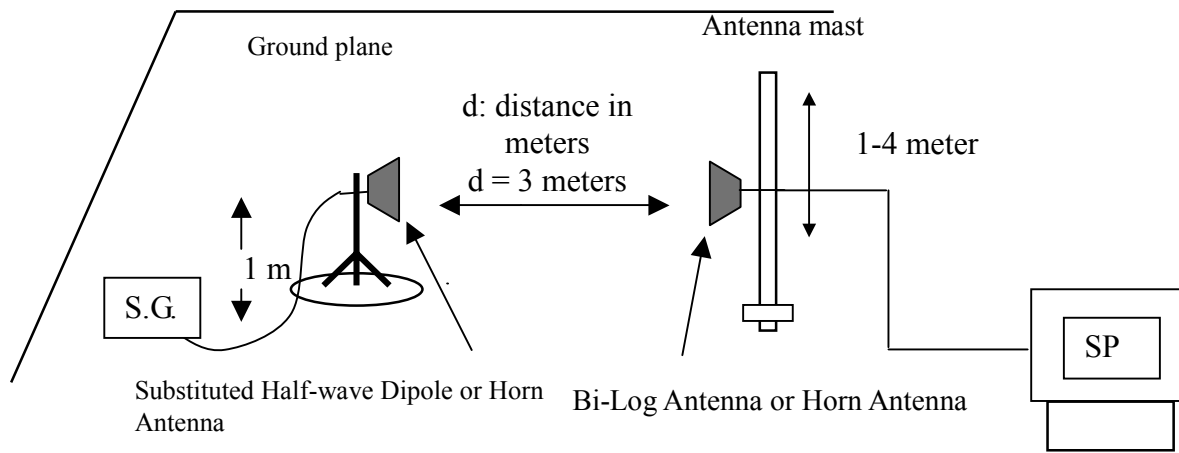 Ground plane
Antenna mast
d: distance in
meters
d = 3 meters
1-4 meter
1 m
S.G.
SP
Substituted Half-wave Dipole or Horn
Antenna
Bi-Log Antenna or Horn Antenna